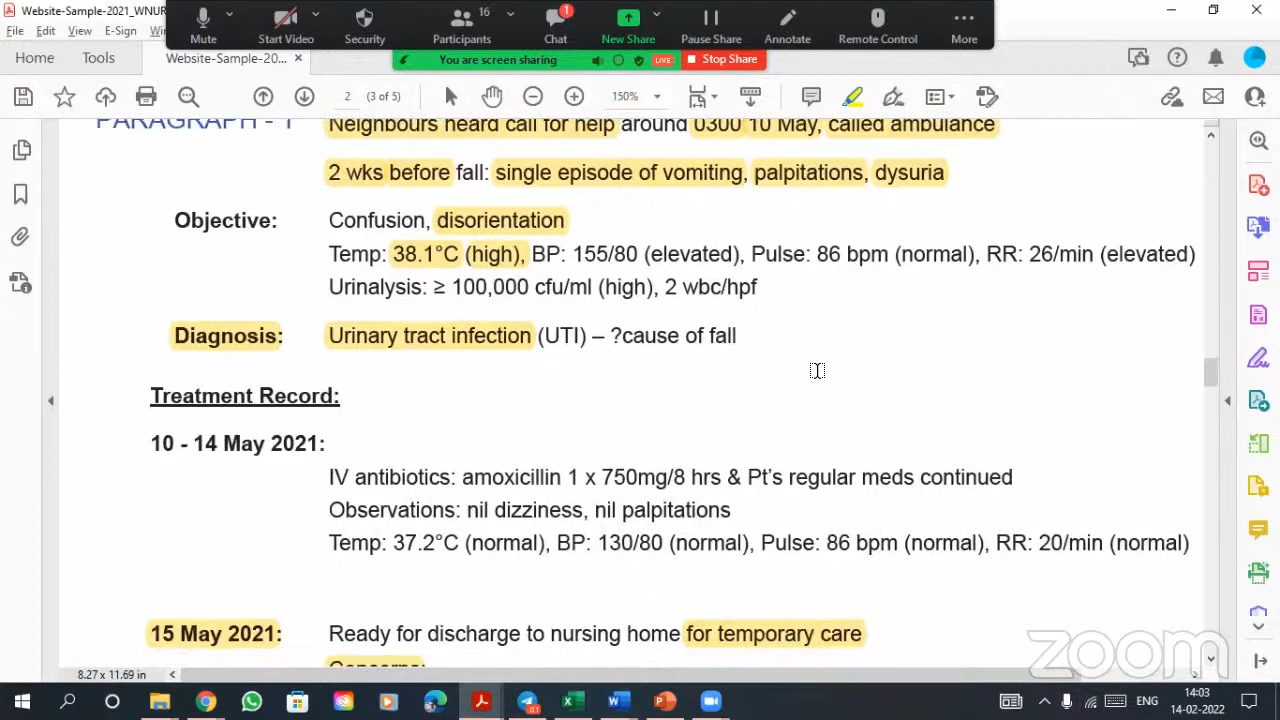 Website-Sample-2021_WNUR
Mute
Start Video
Security
16
Participants
1
Chat
New Share
Pause Share
Annotate
Remote Control
More
File Edit View E-Sign
You are screen sharing
LIVE
Stop Share
Home
Tools
Website-Sample-20...
2
(3 of 5)
150%
PARAGRAPH - 1
Neighbours heard call for help around 0300 10 May, called ambulance
2 wks before fall: single episode of vomiting, palpitations, dysuria
Objective: Confusion, disorientation
Temp: 38.1°C (high), BP: 155/80 (elevated), Pulse: 86 bpm (normal), RR: 26/min (elevated)
Urinalysis: ≥ 100,000 cfu/ml (high), 2 wbc/hpf
Diagnosis: Urinary tract infection (UTI) – ?cause of fall
Treatment Record:
10 - 14 May 2021:
IV antibiotics: amoxicillin 1 x 750mg/8 hrs & Pt's regular meds continued
Observations: nil dizziness, nil palpitations
Temp: 37.2°C (normal), BP: 130/80 (normal), Pulse: 86 bpm (normal), RR: 20/min (normal)
15 May 2021: Ready for discharge to nursing home for temporary care
Concerns:
zoom
8.27 x 11.69 in
ENG
14:03
14-02-2022